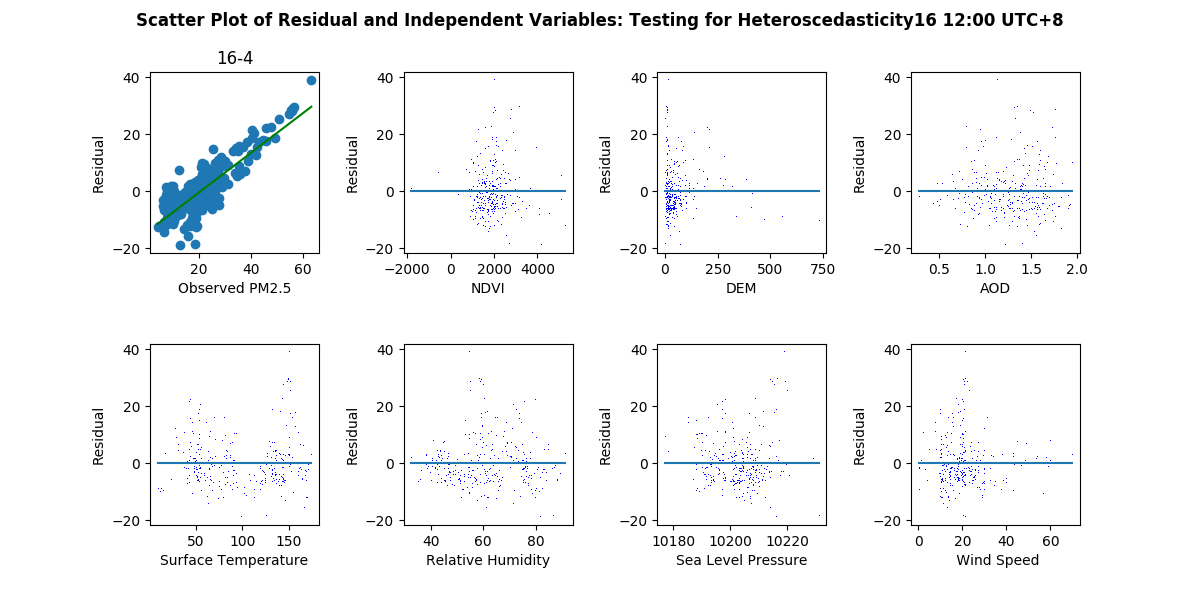 Scatter Plot of Residual and Independent Variables: Testing for Heteroscedasticity16 12:00 UTC+8
16-4
40
20
0
−20
Residual
20 40 60
Observed PM2.5
40
20
0
−20
Residual
−2000 0 2000 4000
NDVI
40
20
0
−20
Residual
0 250 500 750
DEM
40
20
0
−20
Residual
0.5 1.0 1.5 2.0
AOD
40
20
0
−20
Residual
50 100 150
Surface Temperature
40
20
0
−20
Residual
40 60 80
Relative Humidity
40
20
0
−20
Residual
10180 10200 10220
Sea Level Pressure
40
20
0
−20
Residual
0 20 40 60
Wind Speed